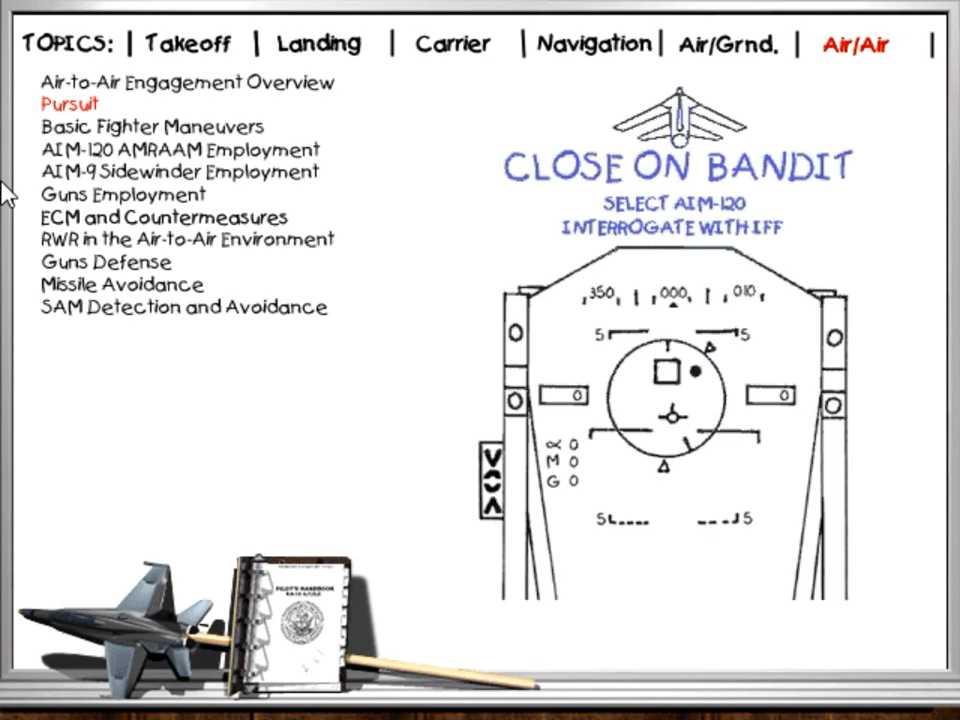 TOPICS: | Takeoff | Landing | Carrier | Navigation | Air/Grnd. | Air/Air |
Air-to-Air Engagement Overview
Pursuit
Basic Fighter Maneuvers
AIM-120 AMRAAM Employment
AIM-9 Sidewinder Employment
Guns Employment
ECM and Countermeasures
RWR in the Air-to-Air Environment
Guns Defense
Missile Avoidance
SAM Detection and Avoidance
CLOSE ON BANDIT
SELECT AIM-120
INTERROGATE WITH IFF
350 000 010
5 5
0 0
α 0
M 0
G 0
5 5
PILOT'S HANDBOOK